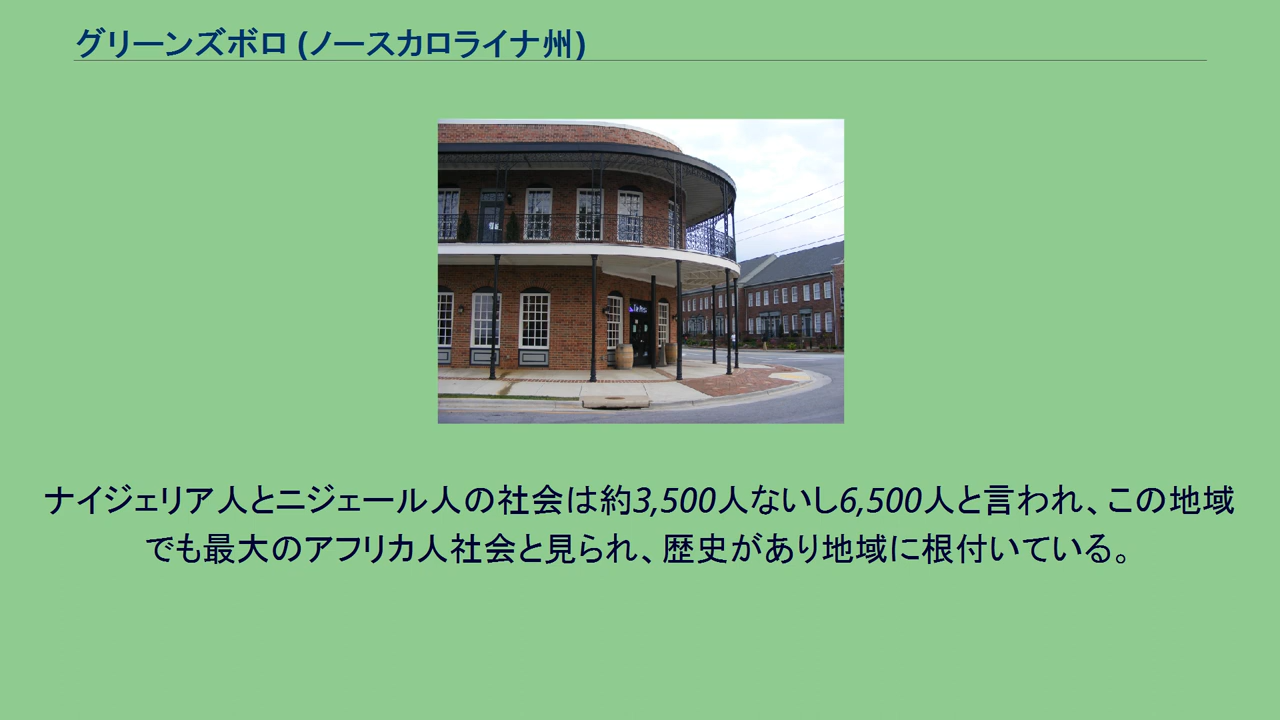 グリーンズボロ (ノースカロライナ州)
ナイジェリア人とニジェール人の社会は約3,500人ないし6,500人と言われ、この地域
でも最大のアフリカ人社会と見られ、歴史があり地域に根付いている。